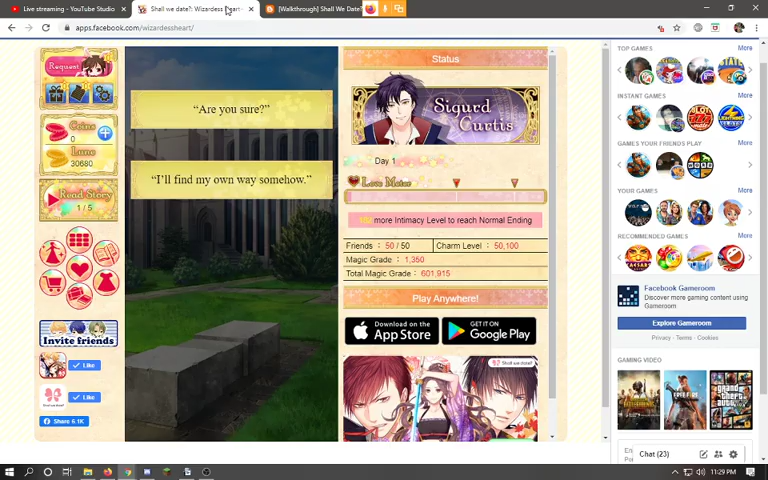 Live streaming - YouTube Studio
Shall we date?: Wizardess Heart
[Walkthrough] Shall We Date?
apps.facebook.com/wizardessheart/
Request
Coins
0
Lune
30680
Read Story
1 / 5
Invite friends
Like
Like
Share 6.1K
“Are you sure?”
“I’ll find my own way somehow.”
Status
Sigurd
Curtis
Day 1
Love Meter
more Intimacy Level to reach Normal Ending
Friends : 50 / 50
Charm Level : 50,100
Magic Grade : 1,350
Total Magic Grade : 601,915
Play Anywhere!
Download on the
App Store
GET IT ON
Google Play
Shall we date?
TOP GAMES
More
INSTANT GAMES
More
GAMES YOUR FRIENDS PLAY
YOUR GAMES
More
RECOMMENDED GAMES
More
Facebook Gameroom
Discover more gaming content using
Gameroom
Explore Gameroom
Privacy · Terms · Cookies
GAMING VIDEO
Chat (23)
11:29 PM